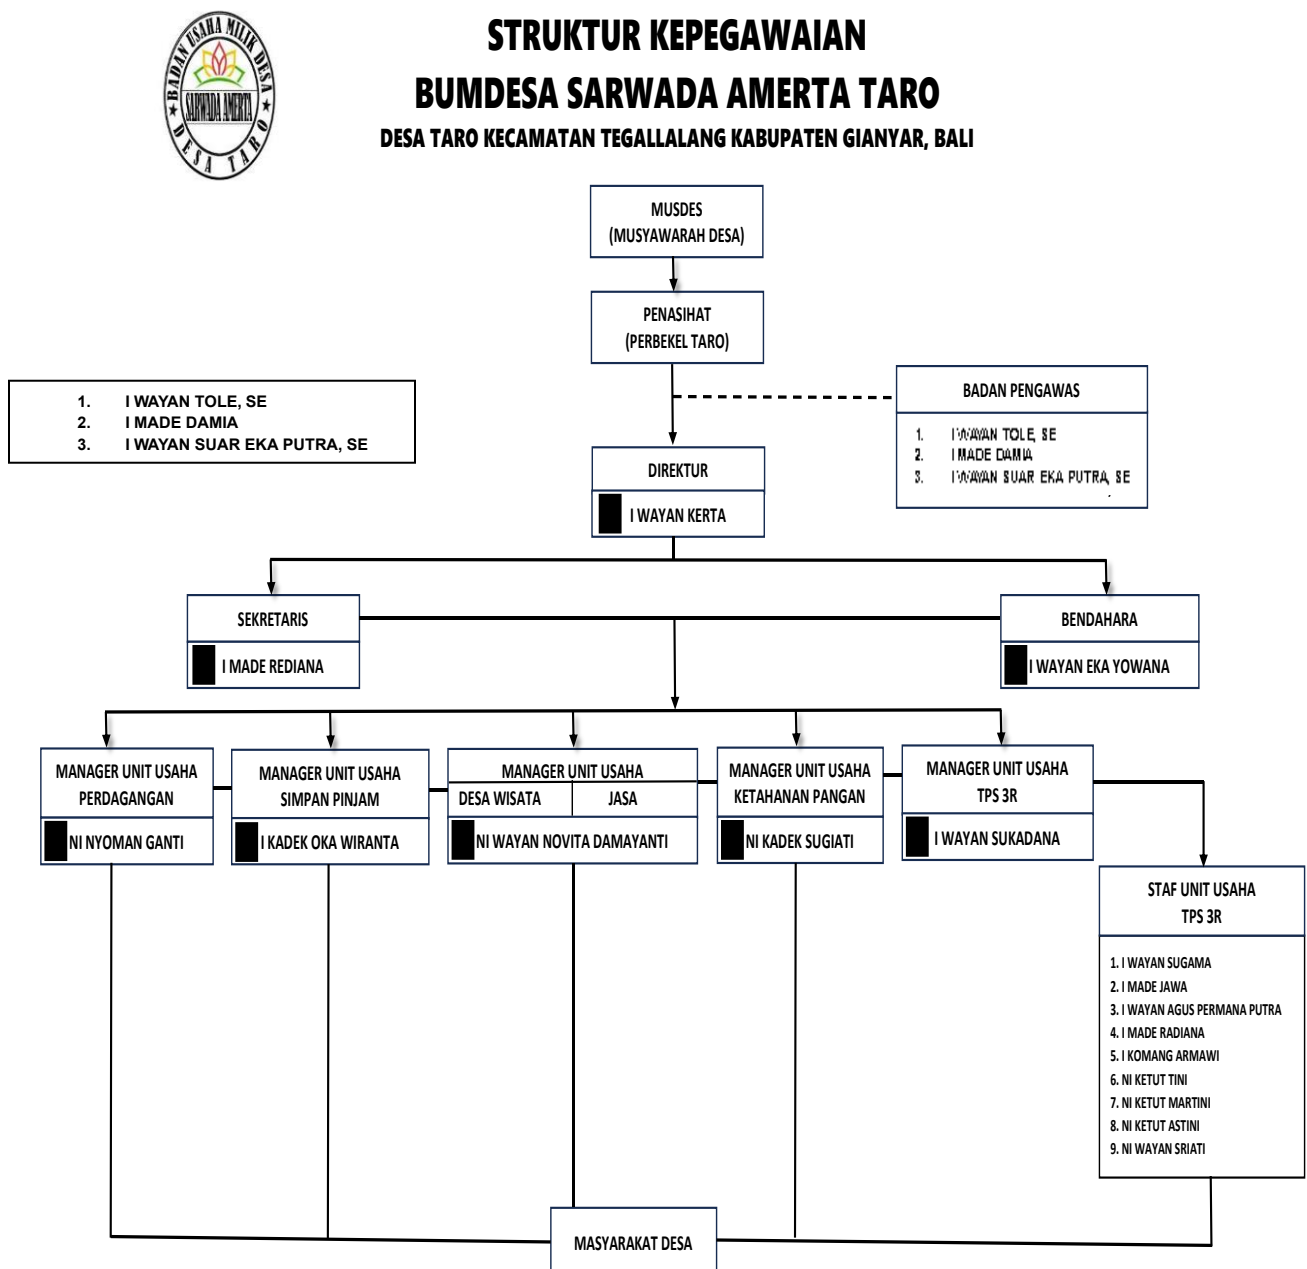 BADAN USAHA MILIK DESA
SARWADA AMERTA
DESA TARO
STRUKTUR KEPEGAWAIAN
BUMDESA SARWADA AMERTA TARO
DESA TARO KECAMATAN TEGALLALANG KABUPATEN GIANYAR, BALI
MUSDES
(MUSYAWARAH DESA)
PENASIHAT
(PERBEKEL TARO)
1. I WAYAN TOLE, SE
2. I MADE DAMIA
3. I WAYAN SUAR EKA PUTRA, SE
BADAN PENGAWAS
1. I WAYAN TOLE, SE
2. I MADE DAMIA
3. I WAYAN SUAR EKA PUTRA, SE
DIREKTUR
I WAYAN KERTA
SEKRETARIS
I MADE REDIANA
BENDAHARA
I WAYAN EKA YOWANA
MANAGER UNIT USAHA
PERDAGANGAN
NI NYOMAN GANTI
MANAGER UNIT USAHA
SIMPAN PINJAM
I KADEK OKA WIRANTA
MANAGER UNIT USAHA
DESA WISATA JASA
NI WAYAN NOVITA DAMAYANTI
MANAGER UNIT USAHA
KETAHANAN PANGAN
NI KADEK SUGIATI
MANAGER UNIT USAHA
TPS 3R
I WAYAN SUKADANA
STAF UNIT USAHA
TPS 3R
1. I WAYAN SUGAMA
2. I MADE JAWA
3. I WAYAN AGUS PERMANA PUTRA
4. I MADE RADIANA
5. I KOMANG ARMAWI
6. NI KETUT TINI
7. NI KETUT MARTINI
8. NI KETUT ASTINI
9. NI WAYAN SRIATI
MASYARAKAT DESA